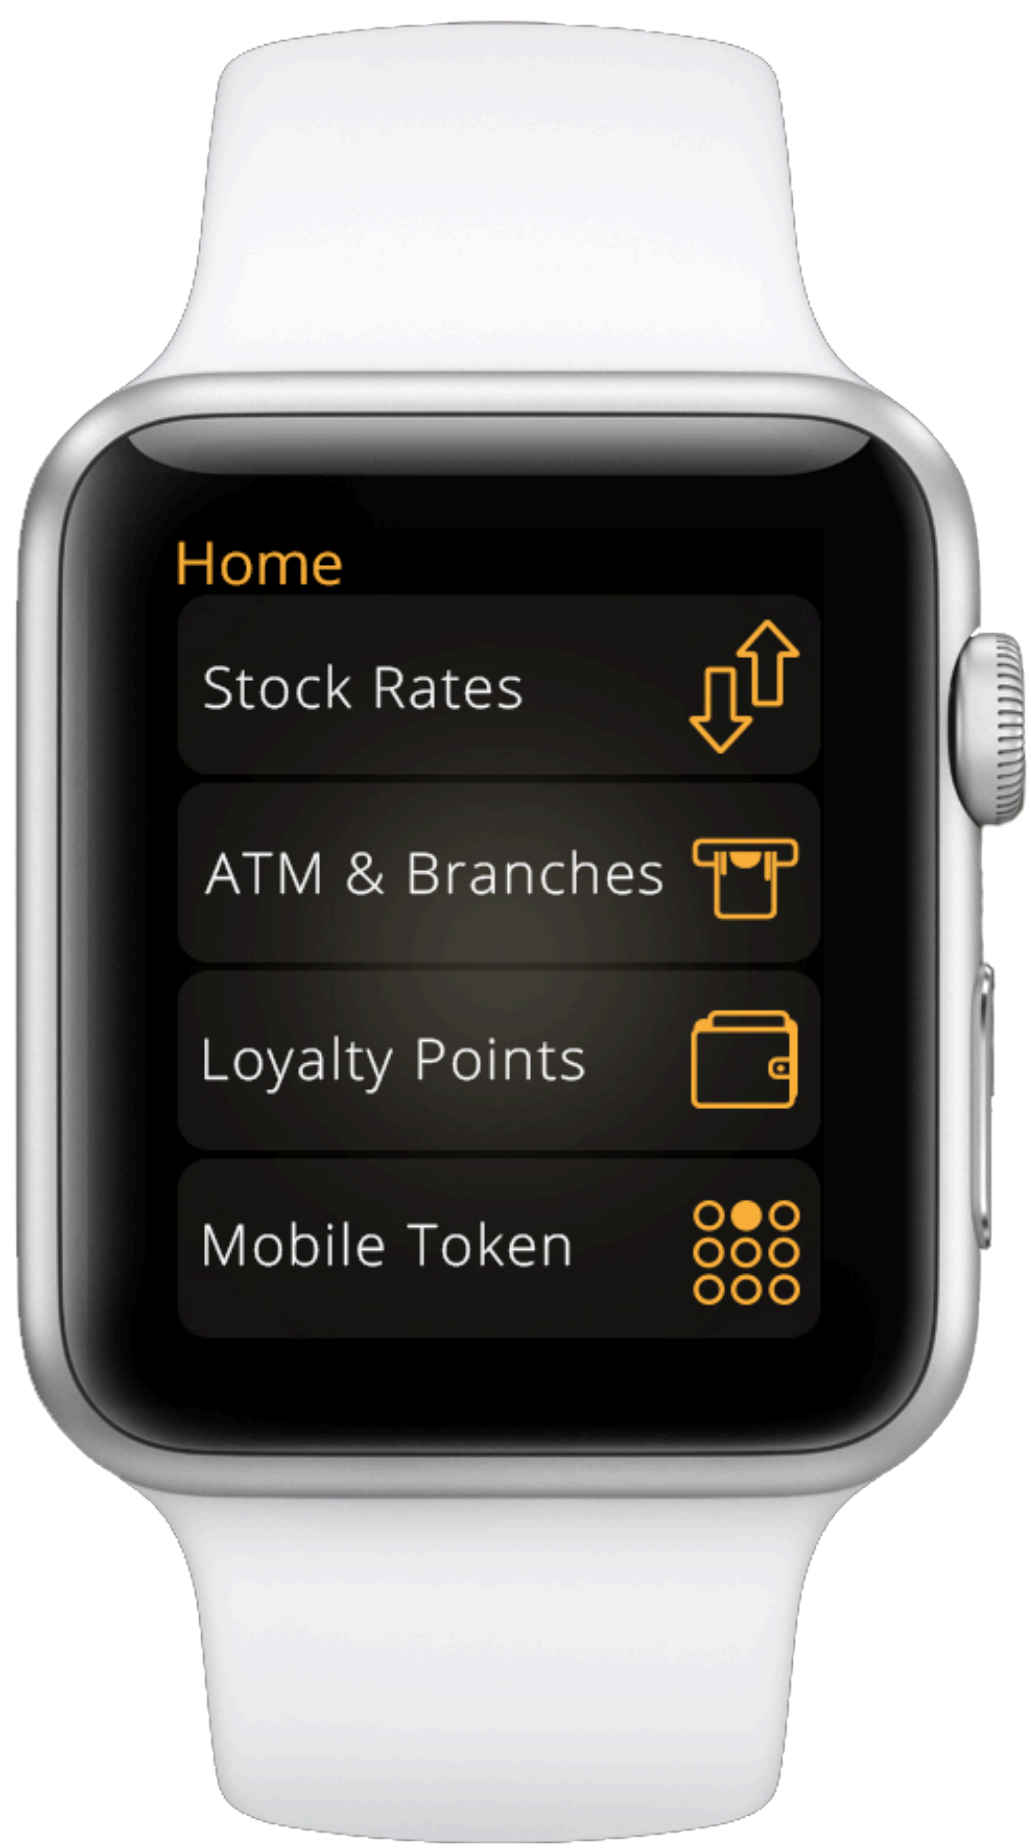 Home
Stock Rates
ATM & Branches
Loyalty Points
Mobile Token